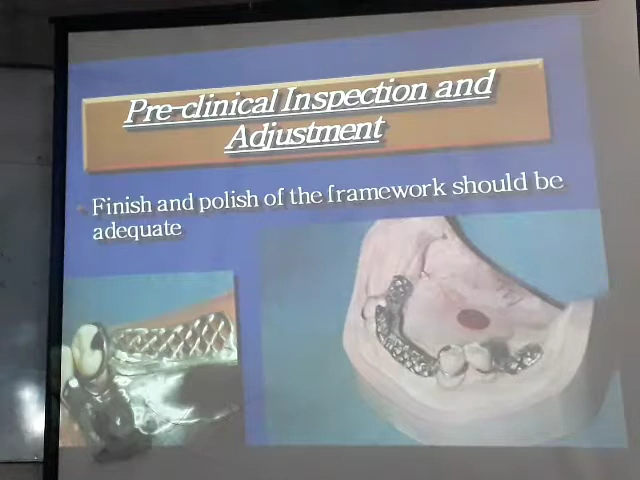 Pre-clinical Inspection and
Adjustment
Finish and polish of the framework should be
adequate